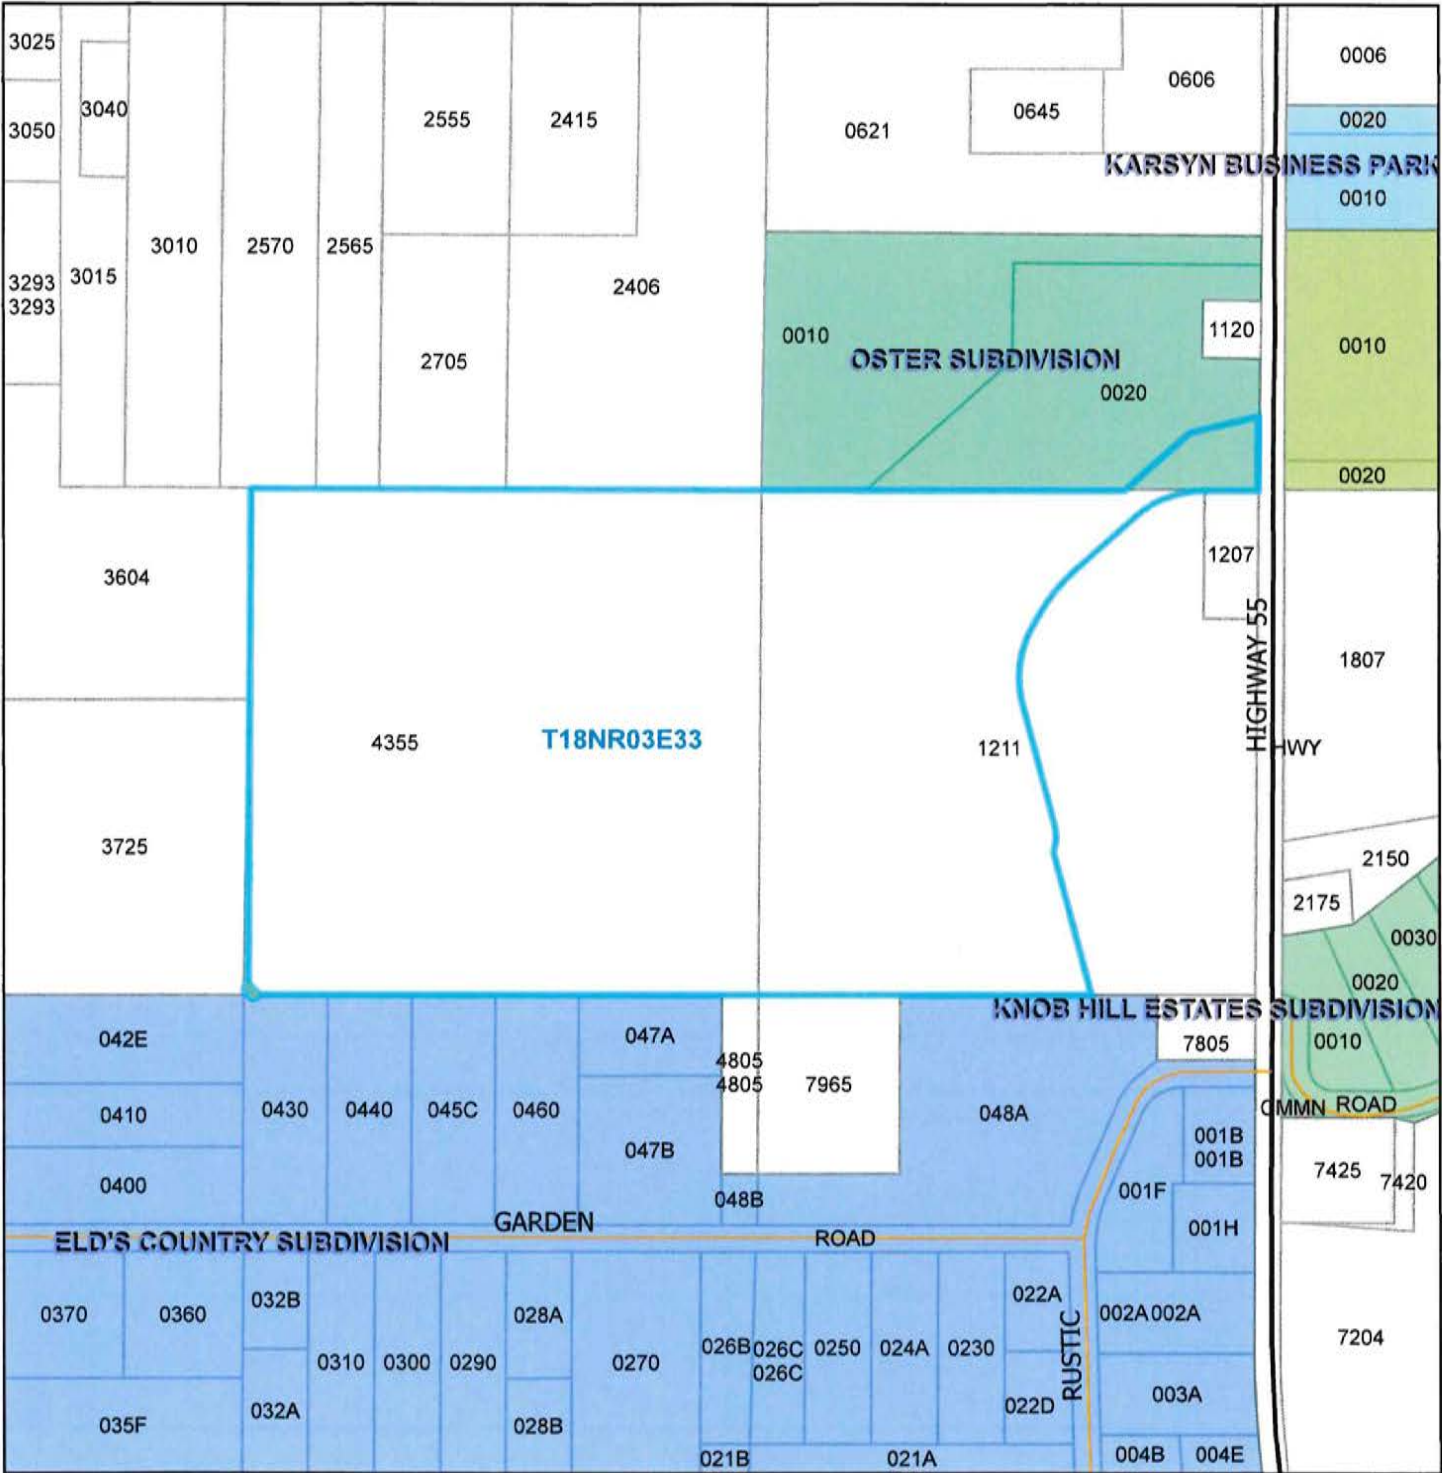 3025
0006
3040
0606
3050
2555
2415
0645
0621
0020
KARSYN BUSINESS PARK
0010
3010
2570
2565
3015
3293
3293
2406
0010
1120
0010
OSTER SUBDIVISION
2705
0020
0020
3604
1207
HIGHWAY 55
1807
4355
T18NR03E33
1211
HWY
3725
2150
2175
0030
0020
KNOB HILL ESTATES SUBDIVISION
042E
047A
7805
0010
4805
4805
7965
0430
0440
045C
0460
048A
0410
CMMN ROAD
001B
001B
047B
7425
7420
0400
001F
048B
GARDEN
001H
ELD'S COUNTRY SUBDIVISION
ROAD
032B
022A
0370
0360
028A
002A 002A
RUSTIC
7204
026B
026C
026C
0250
024A
0230
0310
0300
0290
0270
003A
032A
022D
035F
028B
021B
021A
004B
004E